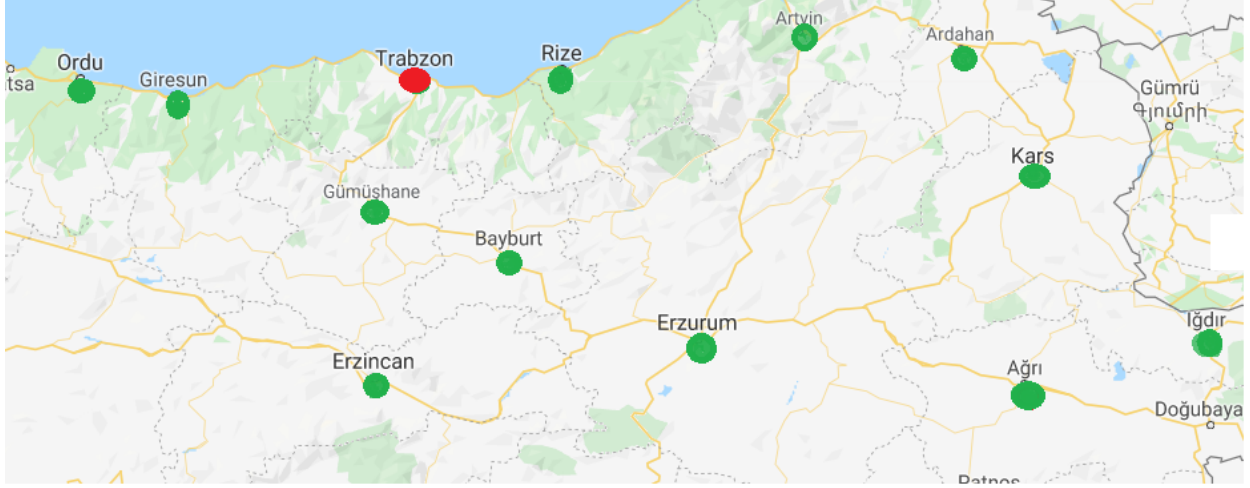 Artvin
Ardahan
Ordu
Trabzon
Rize
tsa
Giresun
Gümrü
Գյումրի
Kars
Gümüşhane
Bayburt
Erzurum
Iğdır
Erzincan
Ağrı
Doğubaya
Patnos